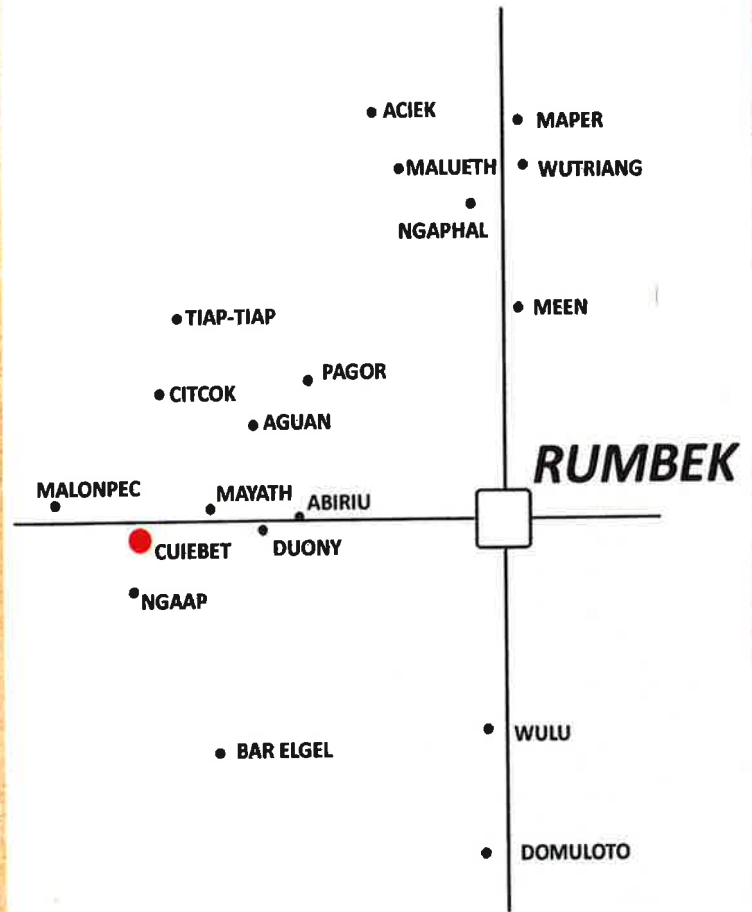 ACIEK
MAPER
MALUETH
WUTRIANG
NGAPHAL
MEEN
TIAP-TIAP
PAGOR
CITCOK
AGUAN
RUMBEK
MALONPEC
MAYATH
ABIRIU
CUIEBET
DUONY
NGAAP
WULU
BAR ELGEL
DOMULOTO